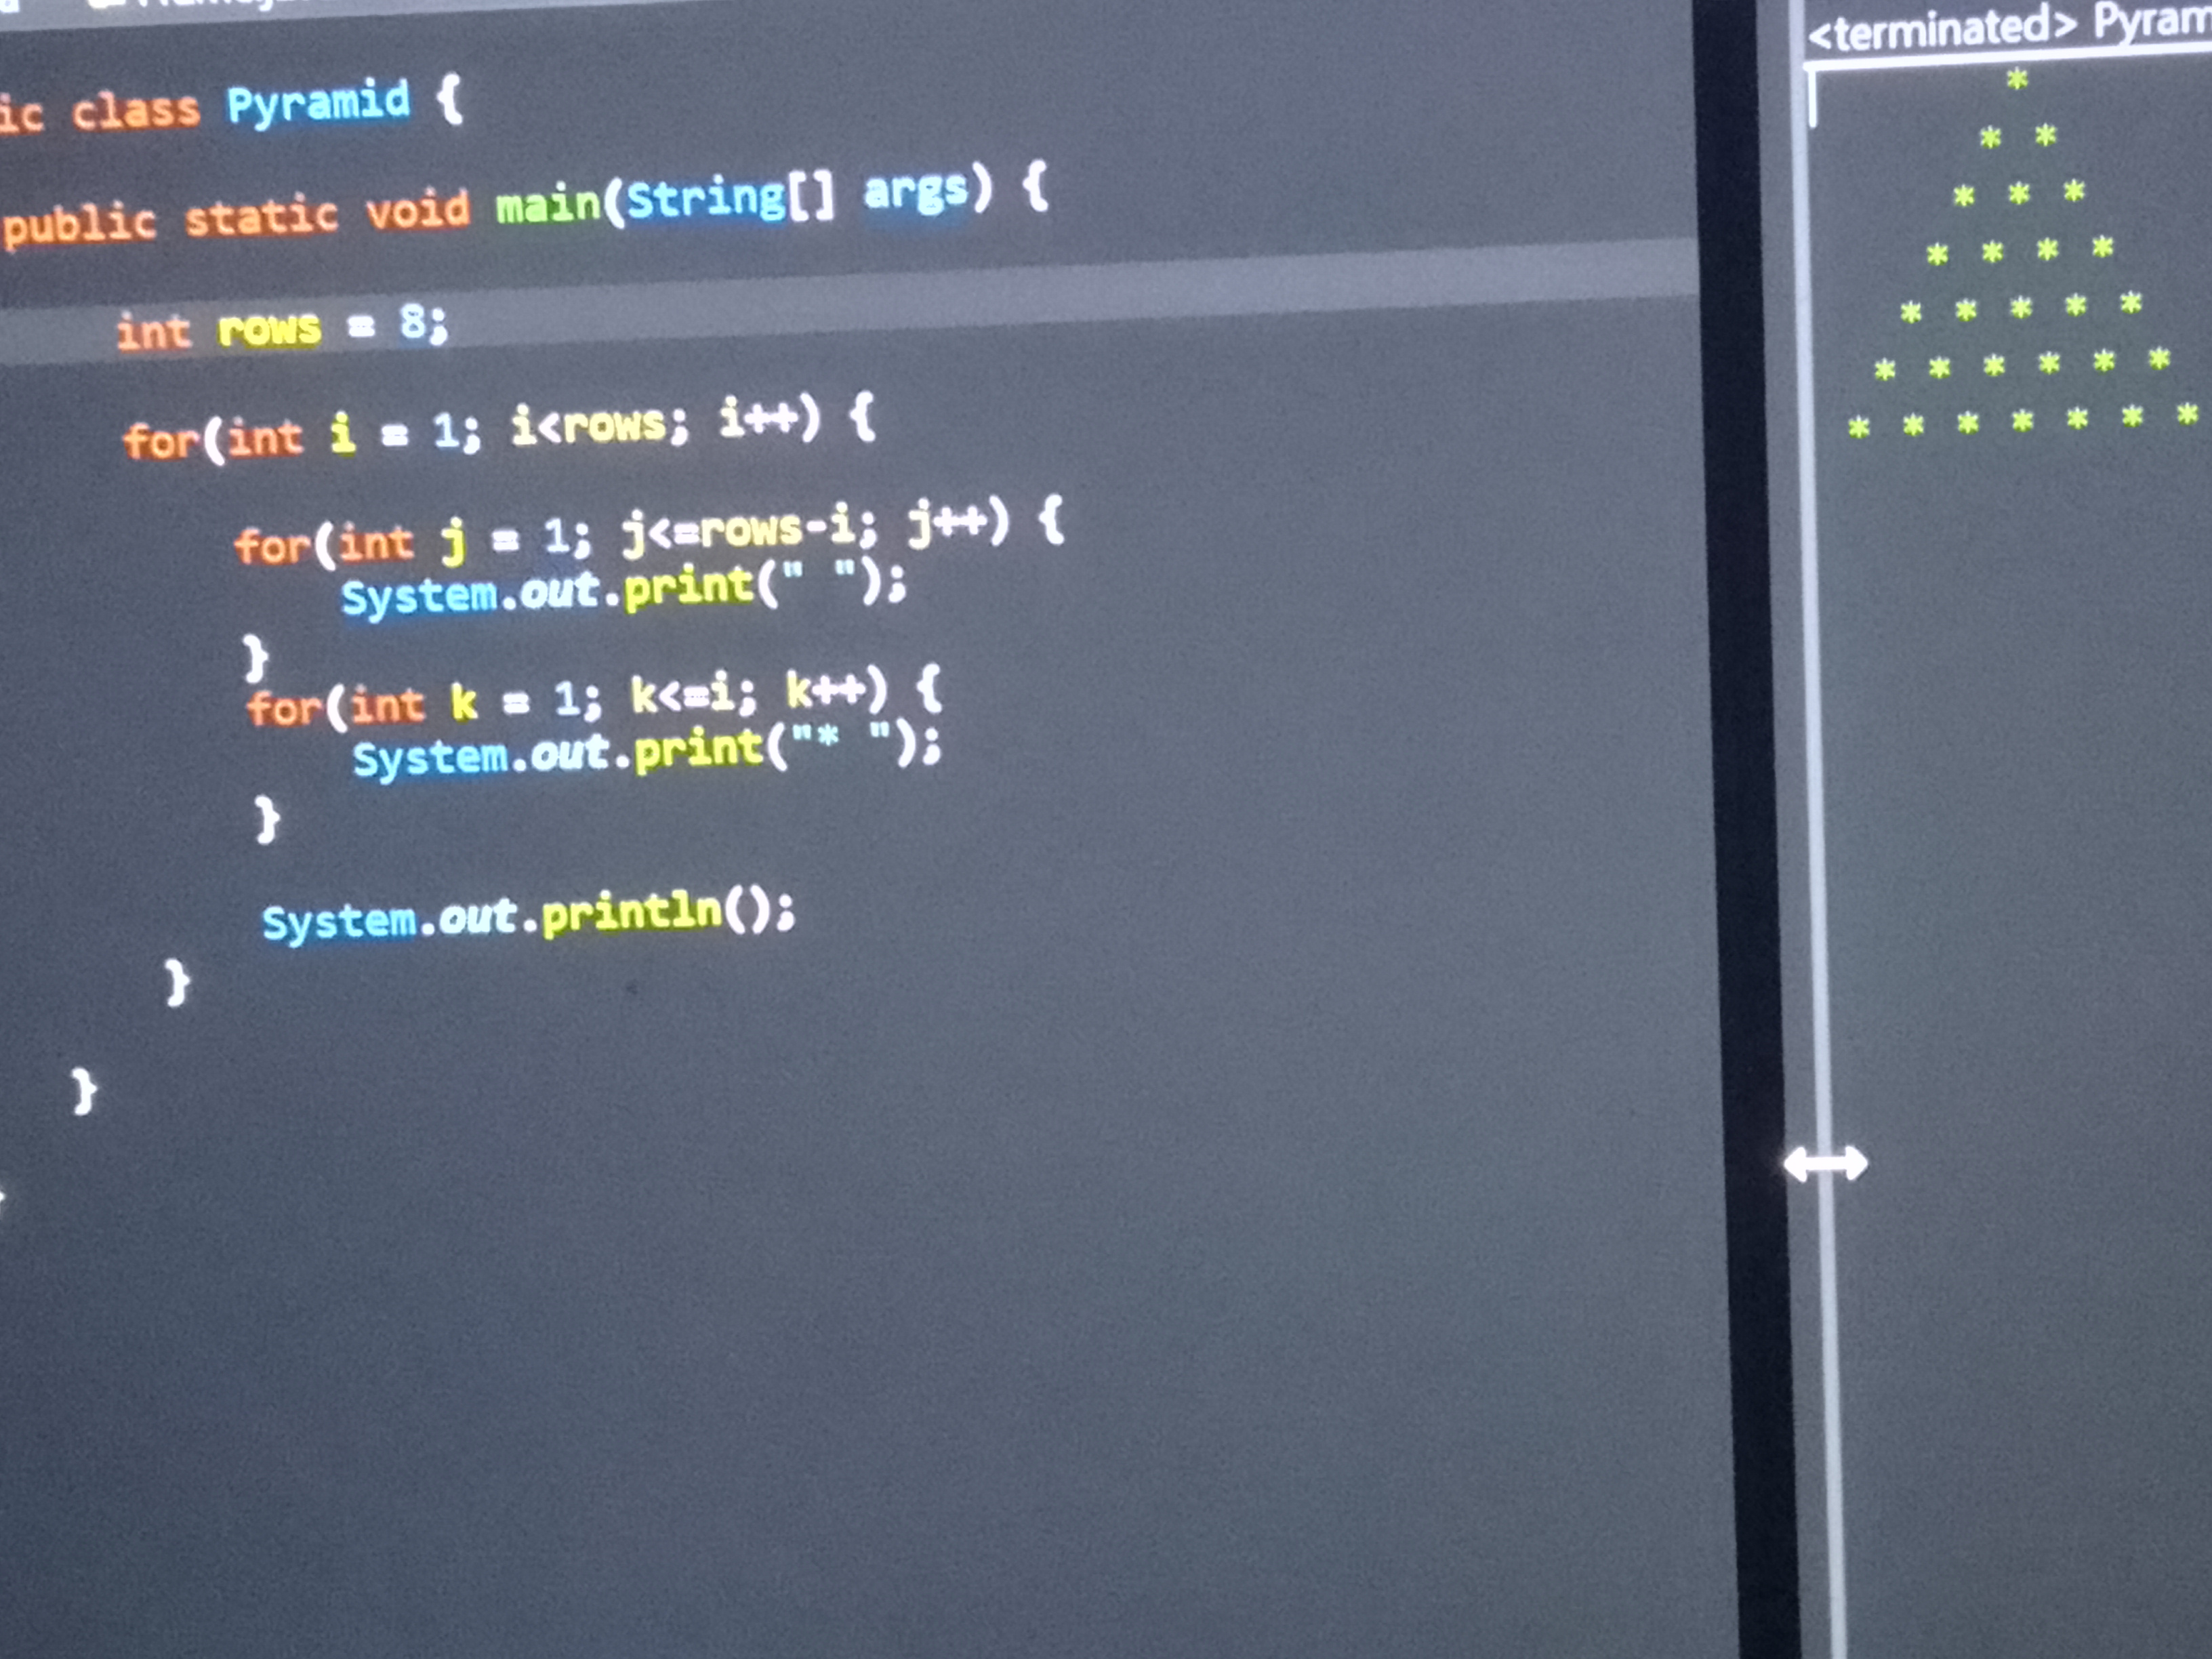 ic class Pyramid {
public static void main(String[] args) {
int rows = 8;
for(int i = 1; i<rows; i++) {
for(int j = 1; j<=rows-i; j++) {
System.out.print(" ");
}
for(int k = 1; k<=i; k++) {
System.out.print("* ");
}
System.out.println();
}
}
<terminated> Pyram
*
* *
* * *
* * * *
* * * * *
* * * * * *
* * * * * * *